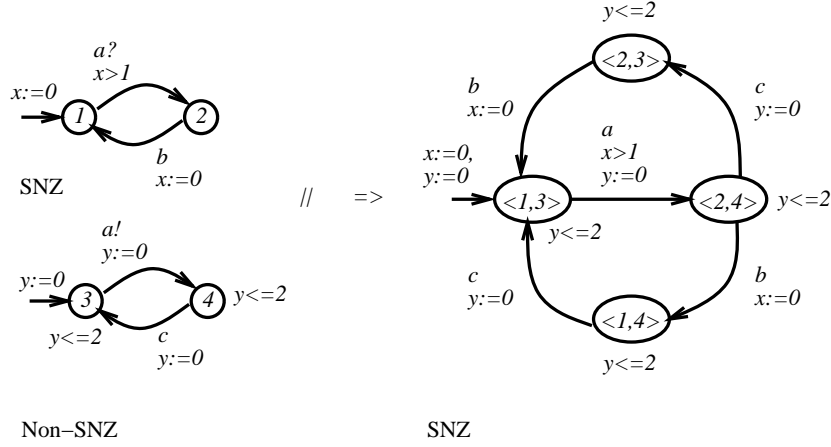 a?
x>1
x:=0
1
2
b
x:=0
SNZ
a!
y:=0
y:=0
3
4
y<=2
y<=2
c
y:=0
Non−SNZ
//
=>
y<=2
<2,3>
b
x:=0
c
y:=0
x:=0,
y:=0
a
x>1
y:=0
<1,3>
<2,4>
y<=2
y<=2
c
y:=0
b
x:=0
<1,4>
y<=2
SNZ